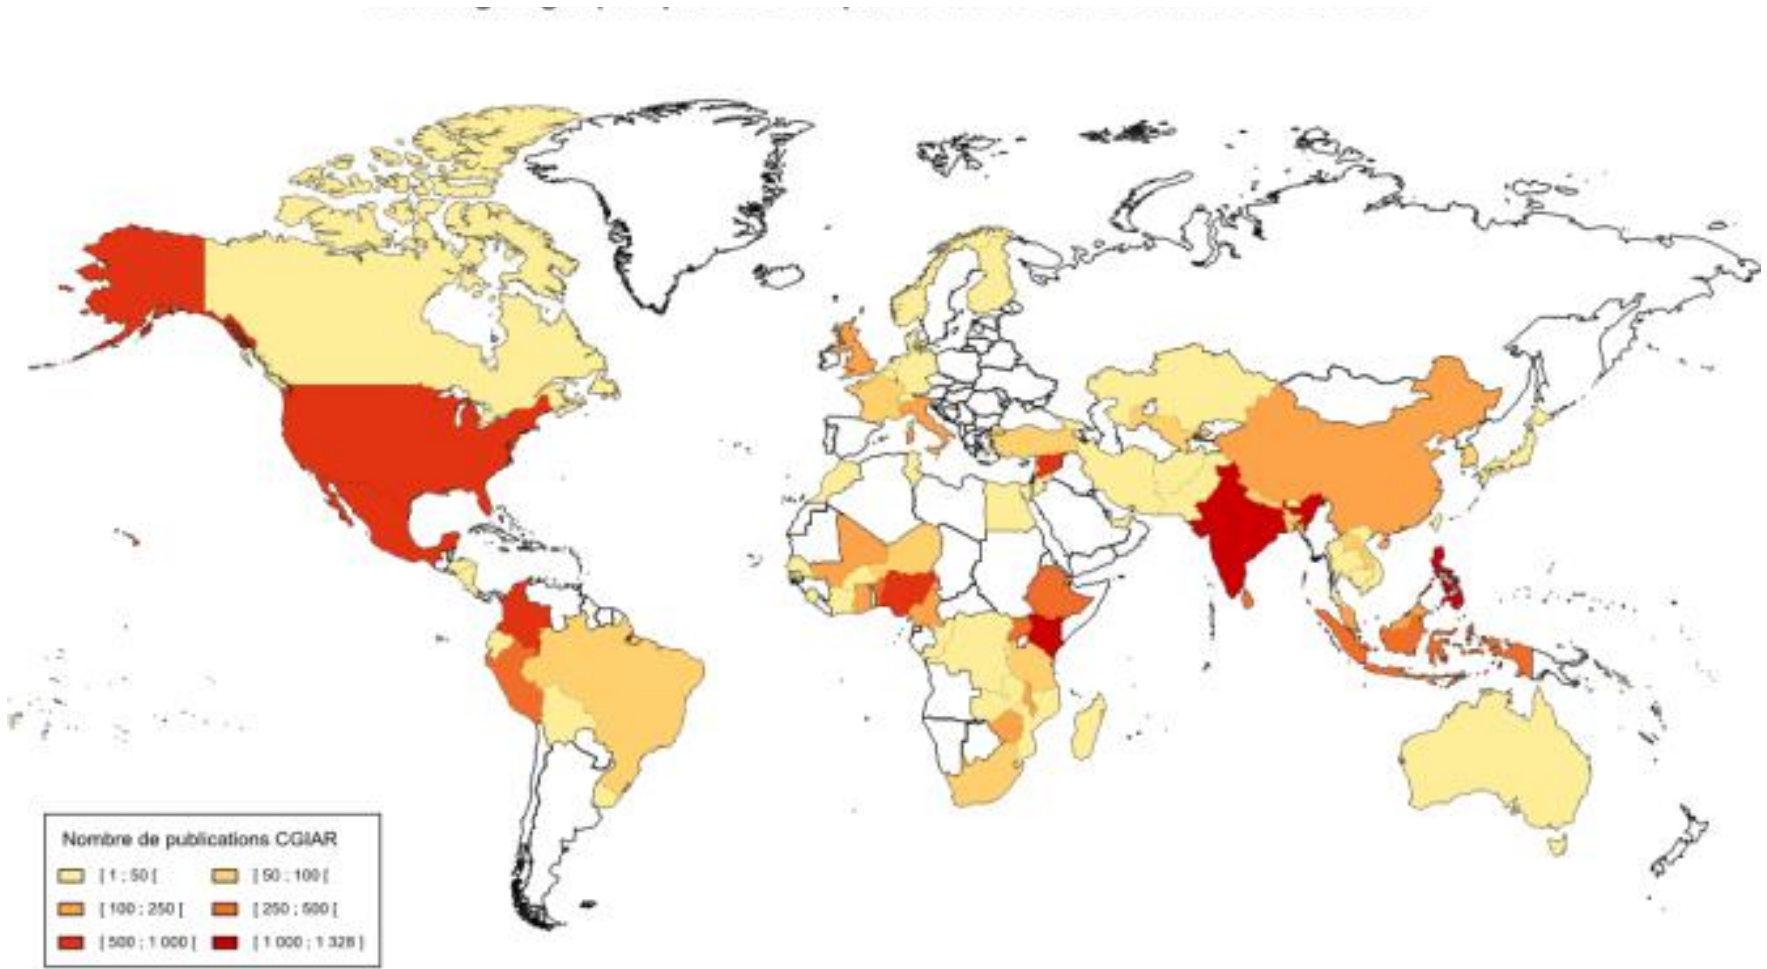 Nombre de publications CGIAR
[ 1 ; 50 [ [ 50 ; 100 [
[ 100 ; 250 [ [ 250 ; 500 [
[ 500 ; 1 000 [ [ 1 000 ; 1 328 ]